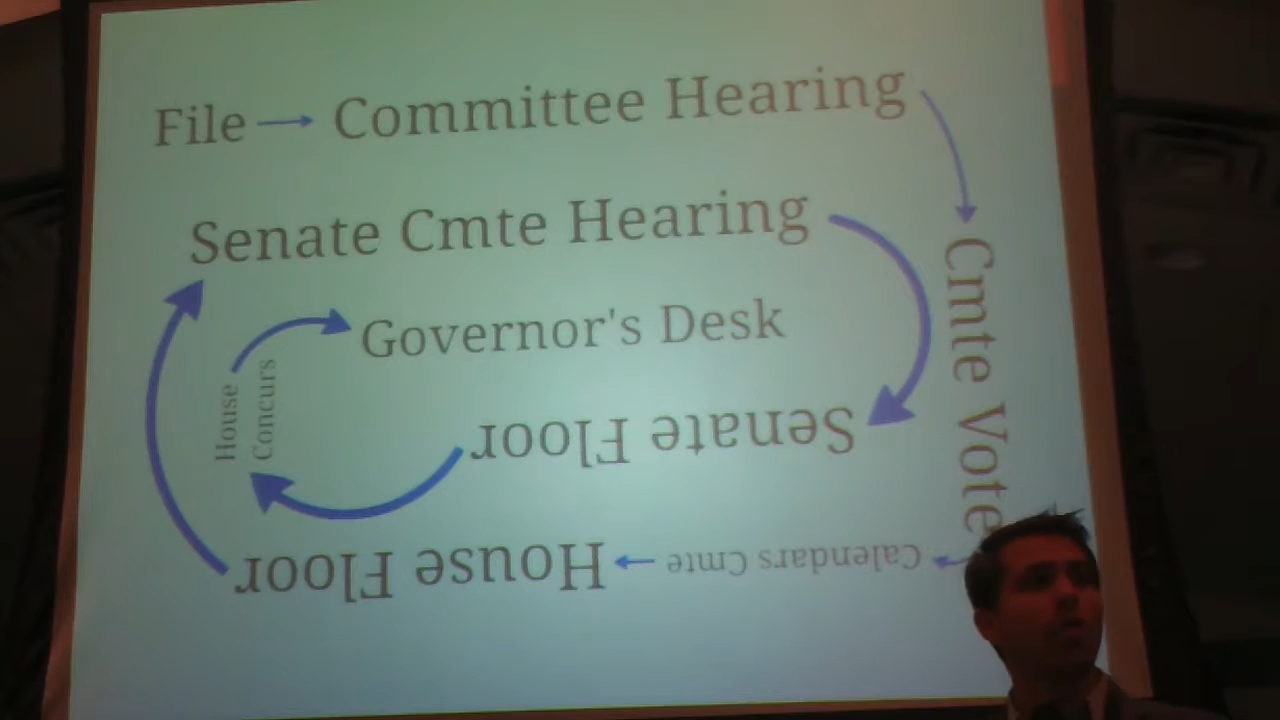 File → Committee Hearing
Cmte Vote
Calendars Cmte
House Floor
Senate Cmte Hearing
Senate Floor
House
Concurs
Governor's Desk